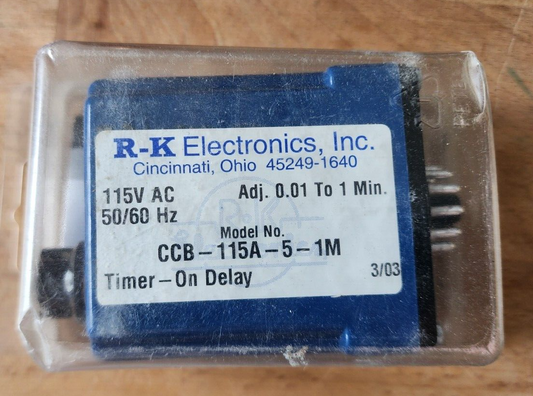 R-K Electronics, Inc.
Cincinnati, Ohio 45249-1640
115V AC Adj. 0.01 To 1 Min.
50/60 Hz
Model No.
CCB-115A-5-1M
Timer-On Delay 3/03